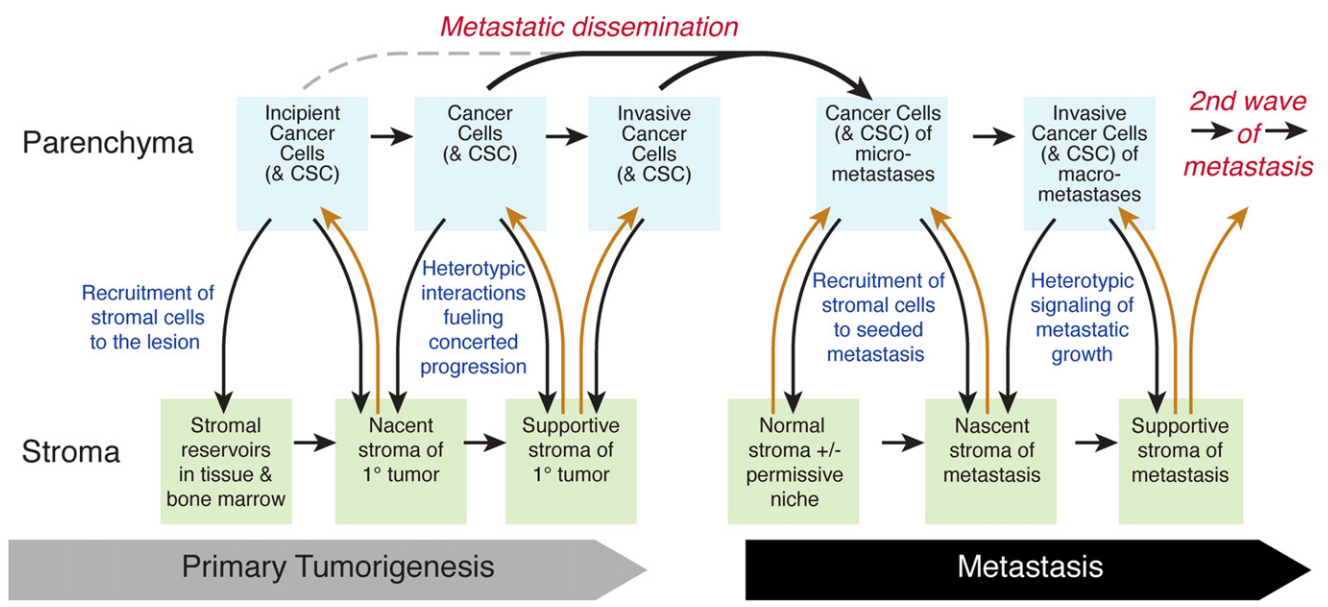 Metastatic dissemination
Parenchyma
Incipient
Cancer
Cells
(& CSC)
Cancer
Cells
(& CSC)
Invasive
Cancer
Cells
(& CSC)
Cancer Cells
(& CSC) of
micro-
metastases
Invasive
Cancer Cells
(& CSC) of
macro-
metastases
2nd wave
of
metastasis
Recruitment of
stromal cells
to the lesion
Heterotypic
interactions
fueling
concerted
progression
Recruitment of
stromal cells
to seeded
metastasis
Heterotypic
signaling of
metastatic
growth
Stroma
Stromal
reservoirs
in tissue &
bone marrow
Nacent
stroma of
1° tumor
Supportive
stroma of
1° tumor
Normal
stroma +/-
permissive
niche
Nascent
stroma of
metastasis
Supportive
stroma of
metastasis
Primary Tumorigenesis
Metastasis